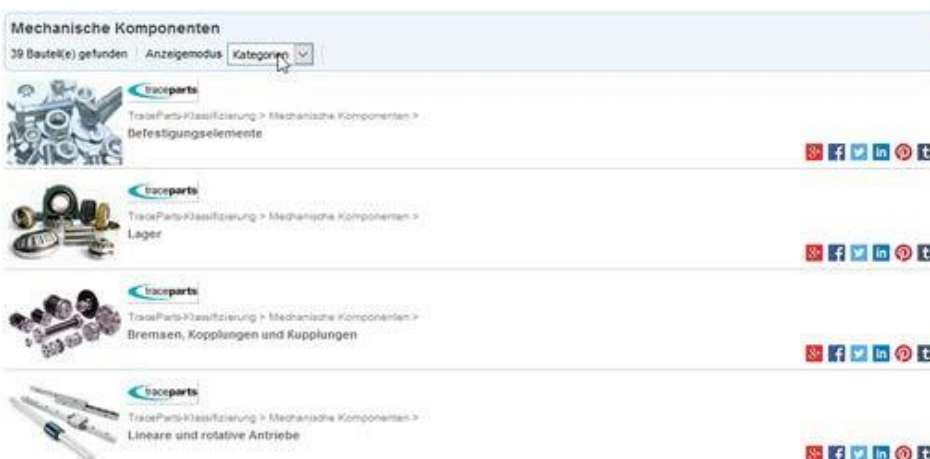 Mechanische Komponenten
39 Bauteil(e) gefunden Anzeigemodus Kategorien
traceparts
TraceParts-Klassifizierung > Mechanische Komponenten >
Befestigungselemente
traceparts
TraceParts-Klassifizierung > Mechanische Komponenten >
Lager
traceparts
TraceParts-Klassifizierung > Mechanische Komponenten >
Bremsen, Kopplungen und Kupplungen
traceparts
TraceParts-Klassifizierung > Mechanische Komponenten >
Lineare und rotative Antriebe